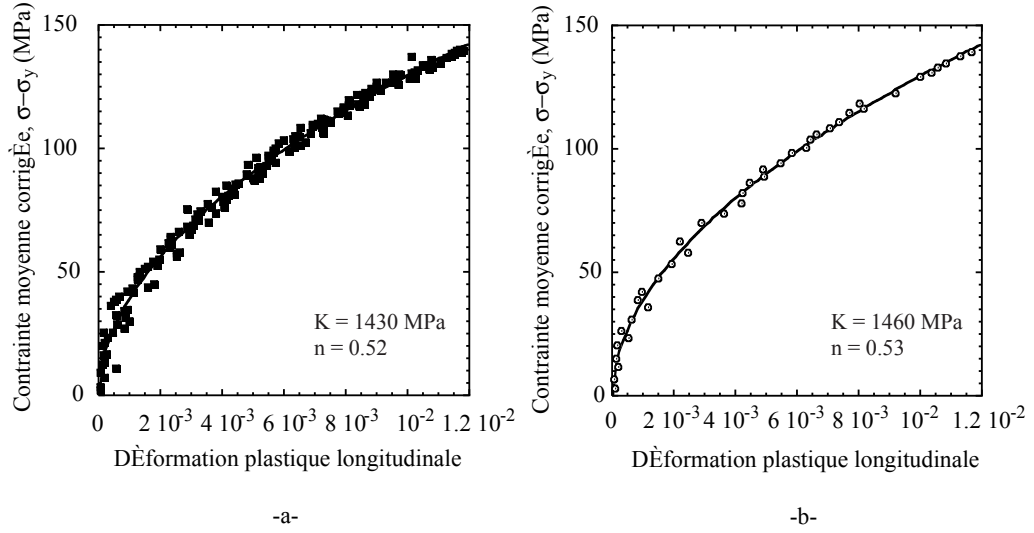 Contrainte moyenne corrigÈe, σ–σy (MPa)
150
100
50
0
K = 1430 MPa
n = 0.52
0 2 10-3 4 10-3 6 10-3 8 10-3 10-2 1.2 10-2
DÈformation plastique longitudinale
-a-
Contrainte moyenne corrigÈe, σ–σy (MPa)
150
100
50
0
K = 1460 MPa
n = 0.53
0 2 10-3 4 10-3 6 10-3 8 10-3 10-2 1.2 10-2
DÈformation plastique longitudinale
-b-